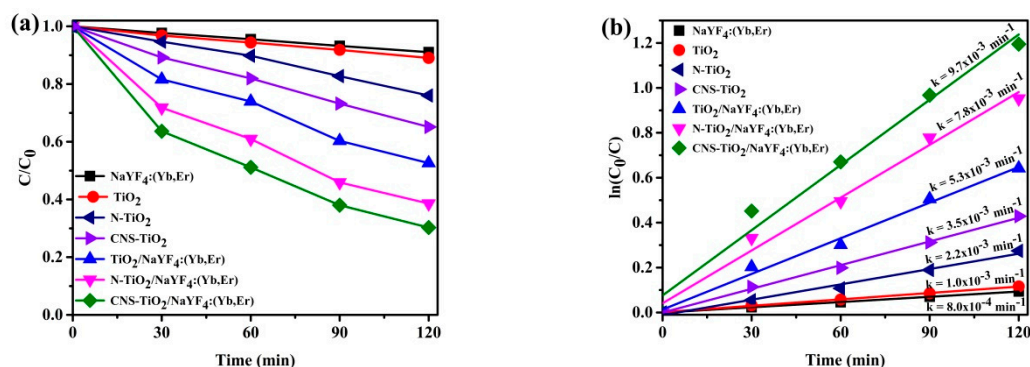 (a)
1.0
0.8
0.6
0.4
0.2
0.0
C/C₀
NaYF₄:(Yb,Er)
TiO₂
N-TiO₂
CNS-TiO₂
TiO₂/NaYF₄:(Yb,Er)
N-TiO₂/NaYF₄:(Yb,Er)
CNS-TiO₂/NaYF₄:(Yb,Er)
0 30 60 90 120
Time (min)
(b)
1.2
1.0
0.8
0.6
0.4
0.2
0.0
ln(C₀/C)
NaYF₄:(Yb,Er)
TiO₂
N-TiO₂
CNS-TiO₂
TiO₂/NaYF₄:(Yb,Er)
N-TiO₂/NaYF₄:(Yb,Er)
CNS-TiO₂/NaYF₄:(Yb,Er)
k = 9.7x10⁻³ min⁻¹
k = 7.8x10⁻³ min⁻¹
k = 5.3x10⁻³ min⁻¹
k = 3.5x10⁻³ min⁻¹
k = 2.2x10⁻³ min⁻¹
k = 1.0x10⁻³ min⁻¹
k = 8.0x10⁻⁴ min⁻¹
0 30 60 90 120
Time (min)